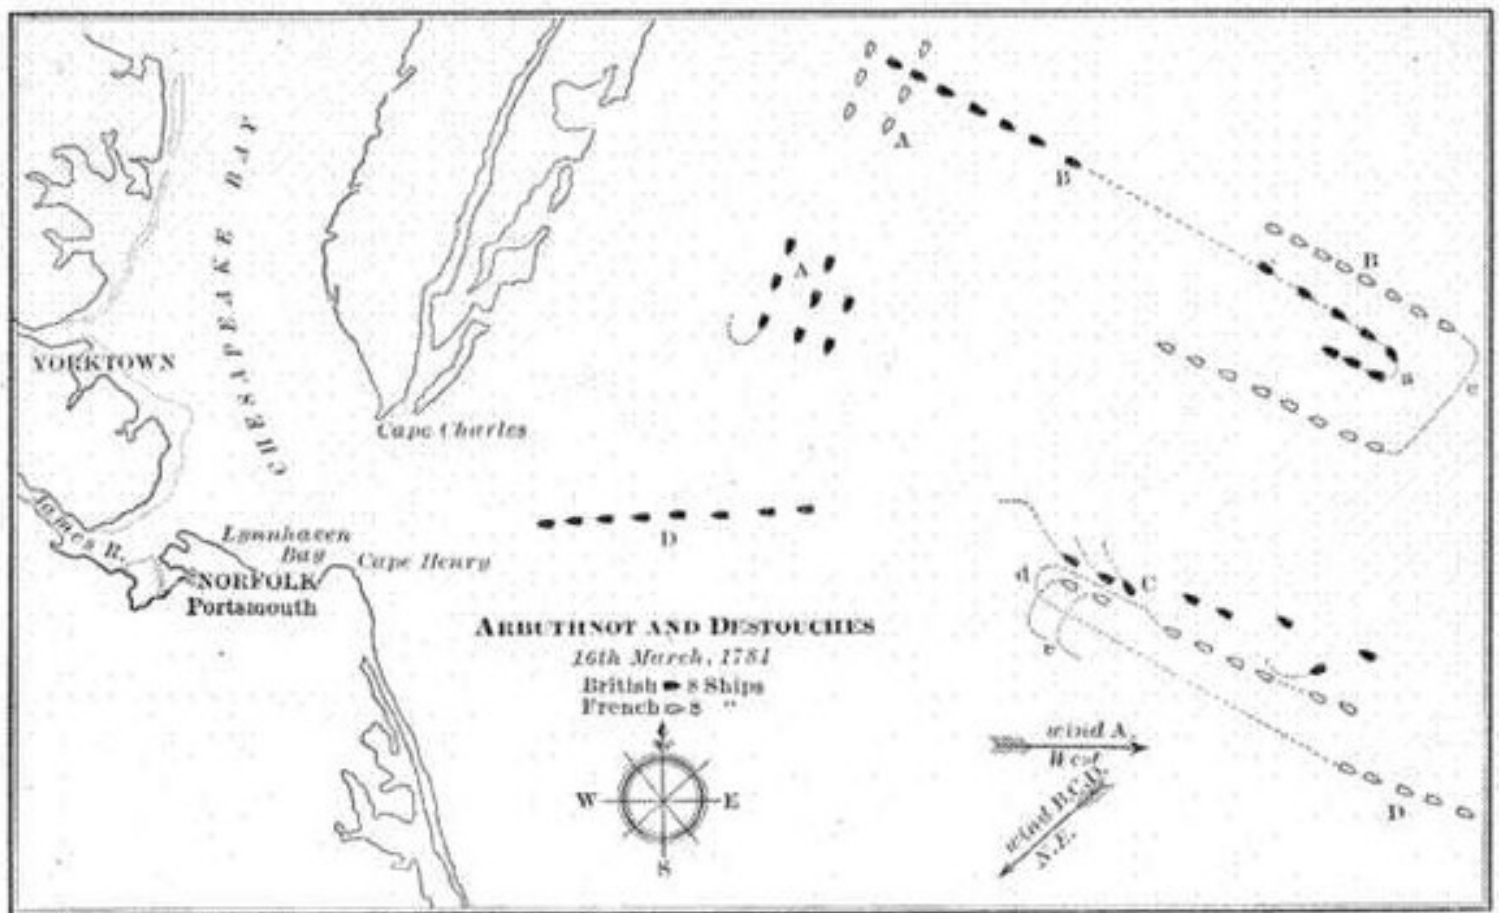 CHESAPEAKE BAY
YORKTOWN
James R.
Lynnhaven
Bay
NORFOLK
Portsmouth
Cape Charles
Cape Henry
A
B
A
B
a
c
D
C
d
e
D
ARBUTHNOT AND DESTOUCHES
16th March, 1781
British 8 Ships
French 8 "
W
E
S
wind A.
West
wind B.C.D.
N.E.